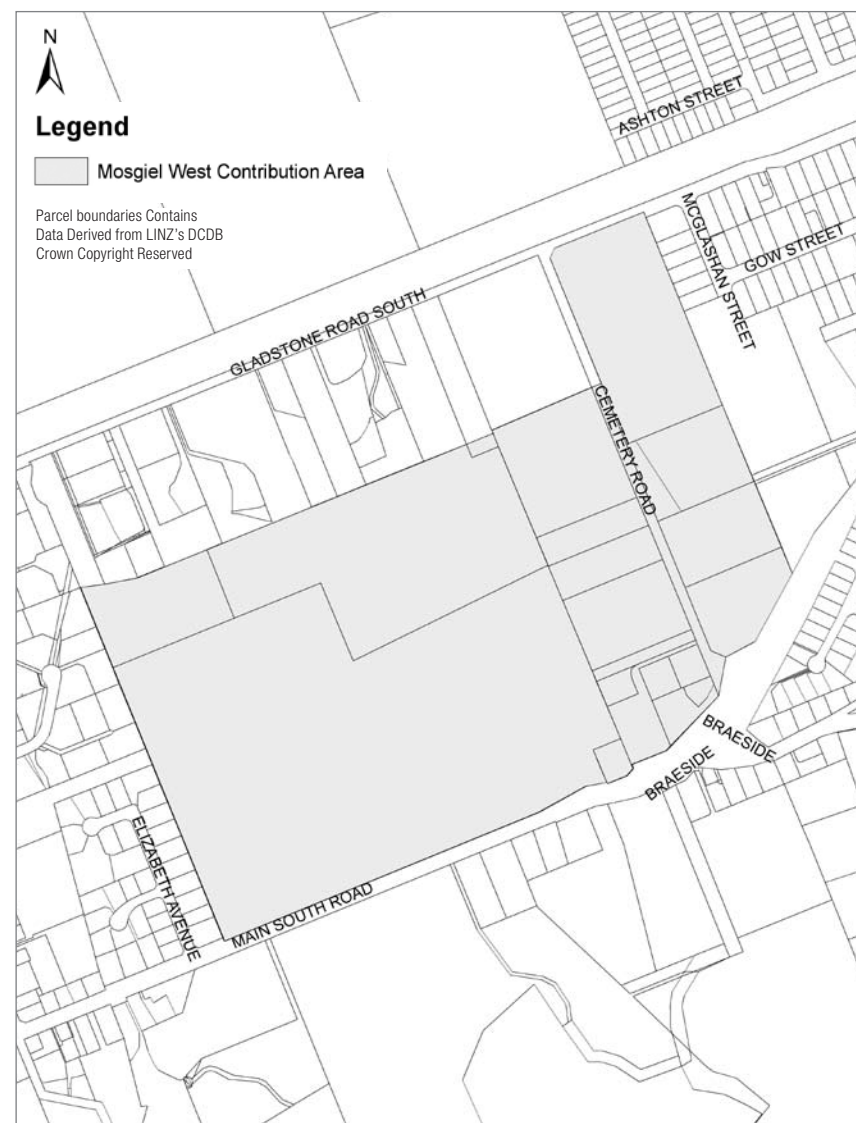 N
Legend
Mosgiel West Contribution Area
Parcel boundaries Contains
Data Derived from LINZ's DCDB
Crown Copyright Reserved
ASHTON STREET
MCGLASHAN STREET
GOW STREET
GLADSTONE ROAD SOUTH
CEMETERY ROAD
BRAESIDE
BRAESIDE
ELIZABETH AVENUE
MAIN SOUTH ROAD